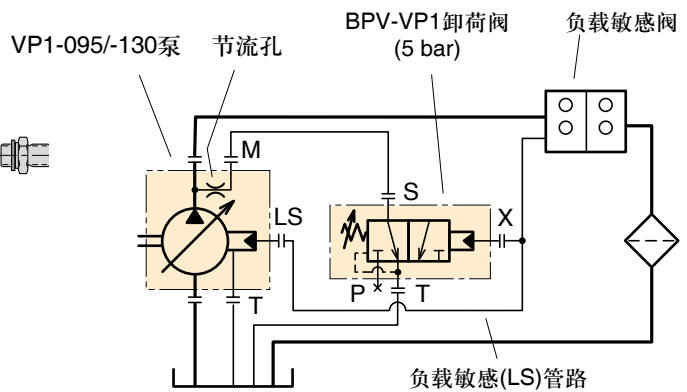 BPV-VP1卸荷阀
(5 bar)
负载敏感阀
VP1-095/-130泵
节流孔
M
S
LS
X
P
T
T
负载敏感(LS)管路